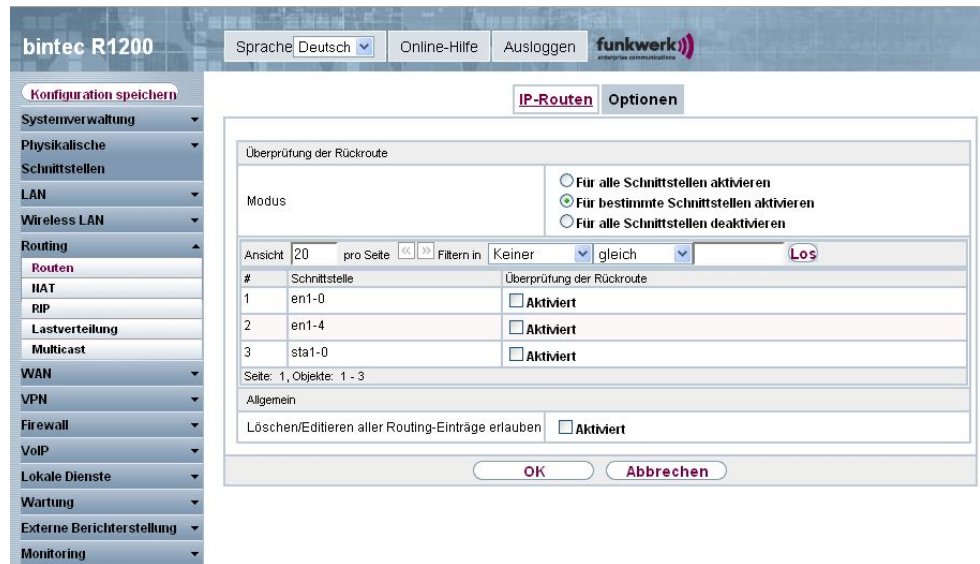 bintec R1200
Sprache Deutsch
Online-Hilfe
Ausloggen
funkwerk
enterprise communications
Konfiguration speichern
Systemverwaltung
Physikalische
Schnittstellen
LAN
Wireless LAN
Routing
Routen
NAT
RIP
Lastverteilung
Multicast
WAN
VPN
Firewall
VoIP
Lokale Dienste
Wartung
Externe Berichterstellung
Monitoring
IP-Routen
Optionen
Überprüfung der Rückroute
Modus
Für alle Schnittstellen aktivieren
Für bestimmte Schnittstellen aktivieren
Für alle Schnittstellen deaktivieren
Ansicht 20 pro Seite << >> Filtern in Keiner gleich Los
# Schnittstelle Überprüfung der Rückroute
1 en1-0 Aktiviert
2 en1-4 Aktiviert
3 sta1-0 Aktiviert
Seite: 1, Objekte: 1 - 3
Allgemein
Löschen/Editieren aller Routing-Einträge erlauben Aktiviert
OK
Abbrechen